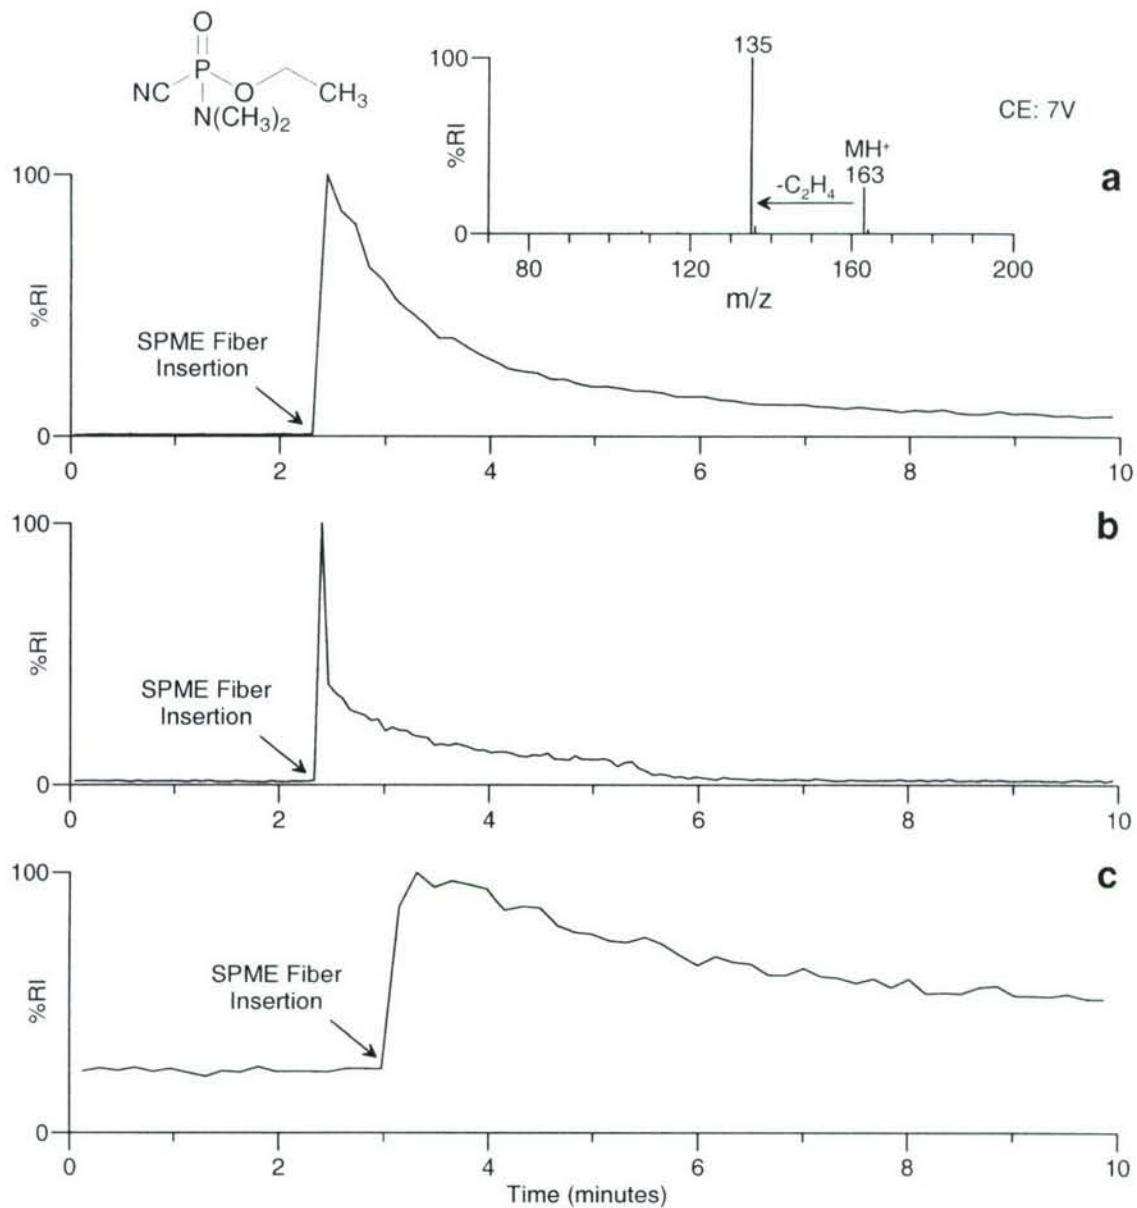 O
P
NC
O
CH3
N(CH3)2
100
%RI
0
135
MH+
163
-C2H4
CE: 7V
80 120 160 200
m/z
a
100
%RI
SPME Fiber
Insertion
0
0 2 4 6 8 10
b
100
%RI
SPME Fiber
Insertion
0
0 2 4 6 8 10
c
100
%RI
SPME Fiber
Insertion
0
0 2 4 6 8 10
Time (minutes)